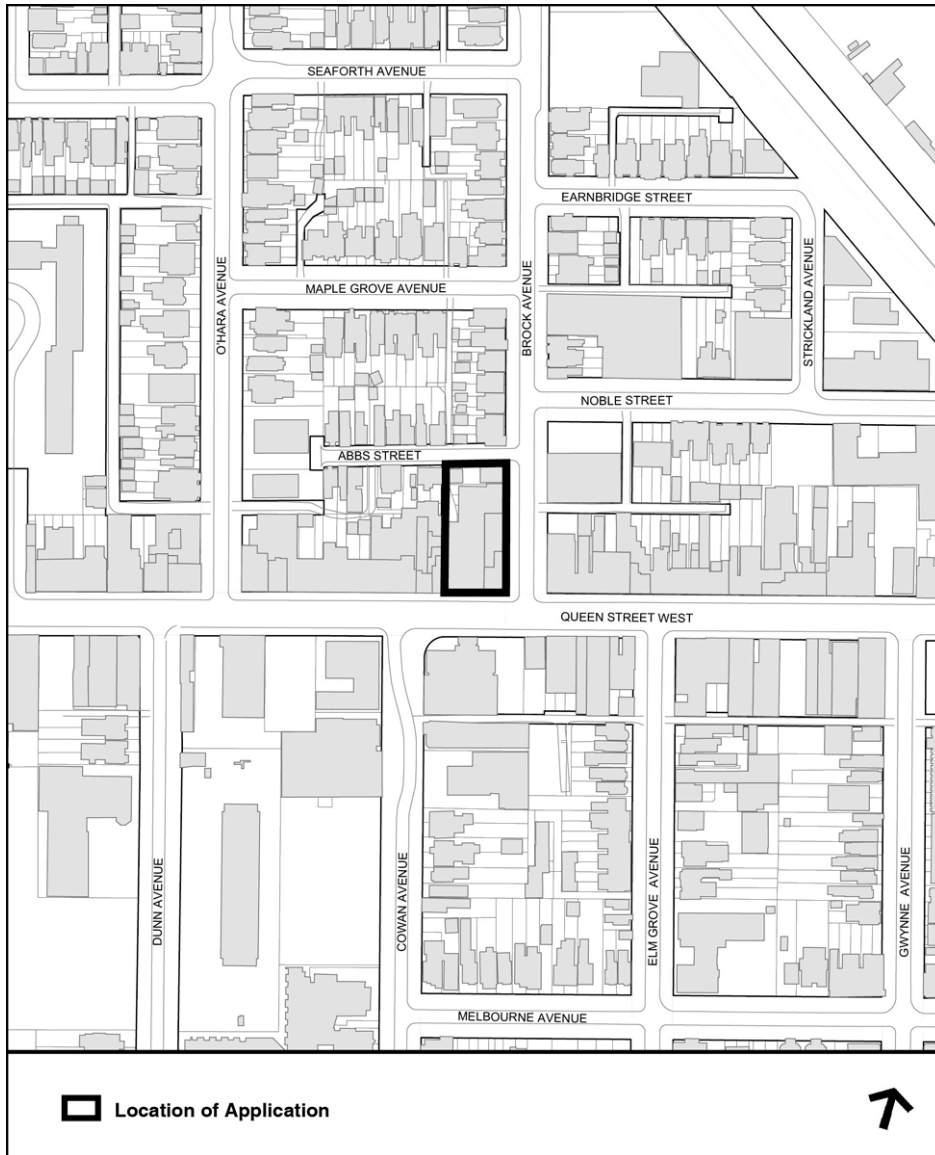 SEAFORTH AVENUE
EARNBRIDGE STREET
O'HARA AVENUE
MAPLE GROVE AVENUE
BROCK AVENUE
STRICKLAND AVENUE
NOBLE STREET
ABBS STREET
QUEEN STREET WEST
DUNN AVENUE
COWAN AVENUE
ELM GROVE AVENUE
GWYNNE AVENUE
MELBOURNE AVENUE
Location of Application